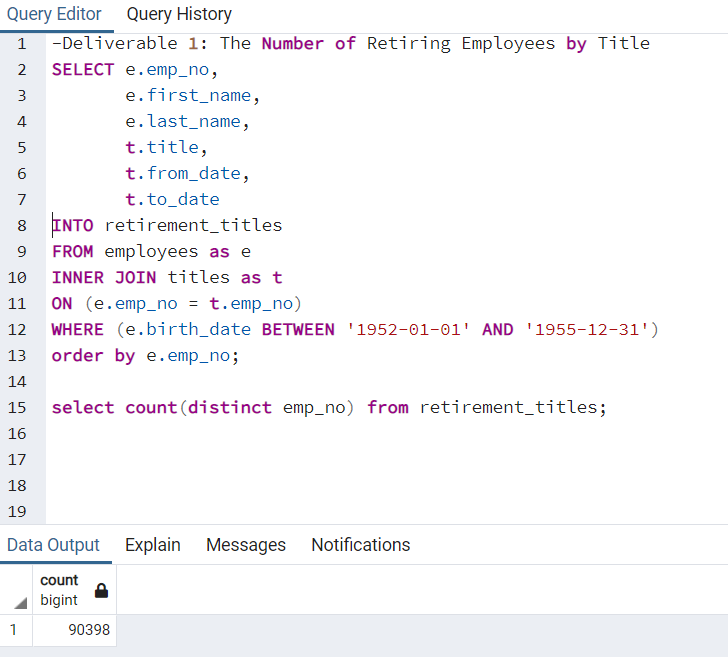 Query Editor Query History
1 -Deliverable 1: The Number of Retiring Employees by Title
2 SELECT e.emp_no,
3 e.first_name,
4 e.last_name,
5 t.title,
6 t.from_date,
7 t.to_date
8 INTO retirement_titles
9 FROM employees as e
10 INNER JOIN titles as t
11 ON (e.emp_no = t.emp_no)
12 WHERE (e.birth_date BETWEEN '1952-01-01' AND '1955-12-31')
13 order by e.emp_no;
14
15 select count(distinct emp_no) from retirement_titles;
16
17
18
19
Data Output Explain Messages Notifications
count
bigint
1 90398